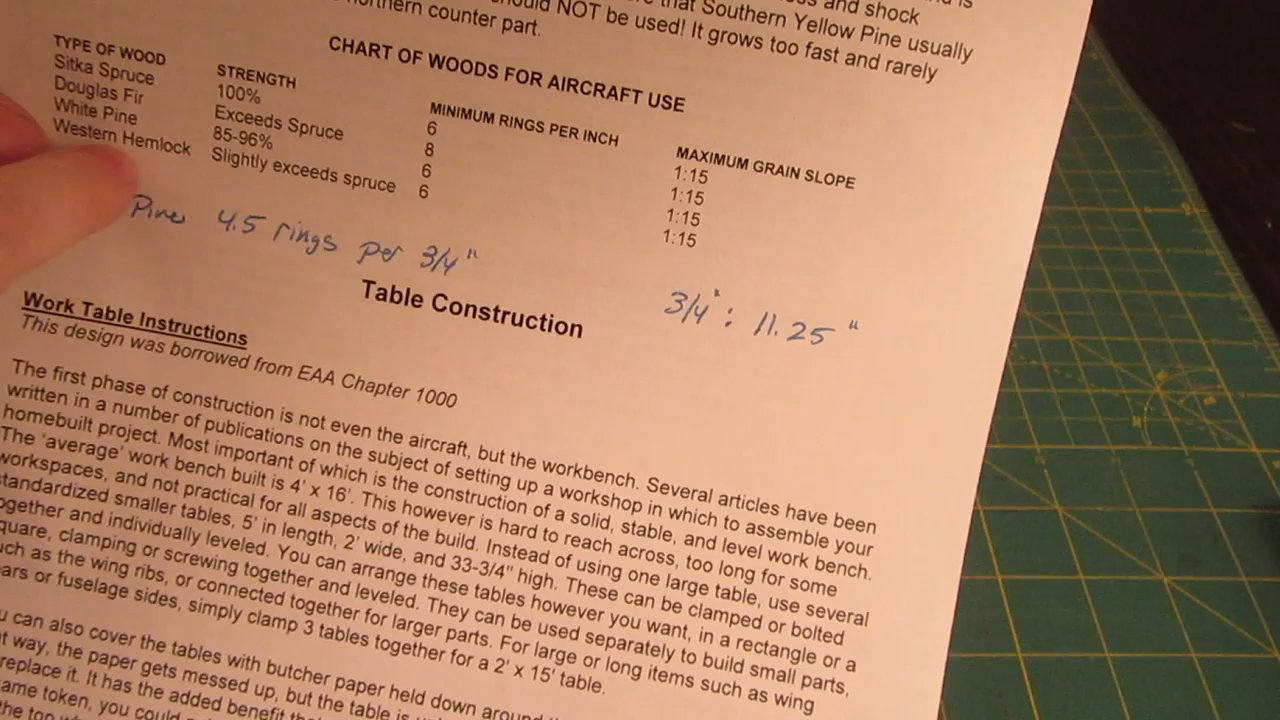 and shock
that Southern Yellow Pine usually
should NOT be used! It grows too fast and rarely
northern counter part.
CHART OF WOODS FOR AIRCRAFT USE
TYPE OF WOOD STRENGTH MINIMUM RINGS PER INCH MAXIMUM GRAIN SLOPE
Sitka Spruce 100% 6 1:15
Douglas Fir Exceeds Spruce 8 1:15
White Pine 85-96% 6 1:15
Western Hemlock Slightly exceeds spruce 6 1:15
Pine 4.5 rings per 3/4"
3/4" : 11.25"
Table Construction
Work Table Instructions
This design was borrowed from EAA Chapter 1000
The first phase of construction is not even the aircraft, but the workbench. Several articles have been
written in a number of publications on the subject of setting up a workshop in which to assemble your
homebuilt project. Most important of which is the construction of a solid, stable, and level work bench.
The 'average' work bench built is 4' x 16'. This however is hard to reach across, too long for some
workspaces, and not practical for all aspects of the build. Instead of using one large table, use several
standardized smaller tables, 5' in length, 2' wide, and 33-3/4" high. These can be clamped or bolted
together and individually leveled. You can arrange these tables however you want, in a rectangle or a
square, clamping or screwing together and leveled. They can be used separately to build small parts,
such as the wing ribs, or connected together for larger parts. For large or long items such as wing
spars or fuselage sides, simply clamp 3 tables together for a 2' x 15' table.
can also cover the tables with butcher paper held down around
way, the paper gets messed up, but the table is
replace it. It has the added benefit
same token, you could
the top